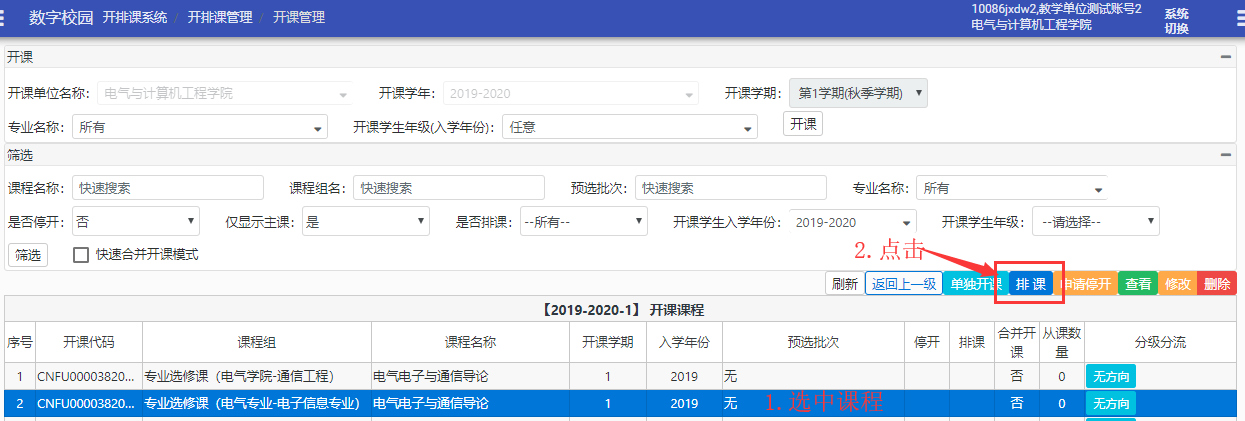 数字校园 开排课系统 / 开排课管理 / 开课管理 10086jxdw2,教学单位测试账号2 系统
电气与计算机工程学院 切换
开课
开课单位名称: 电气与计算机工程学院 开课学年: 2019-2020 开课学期: 第1学期(秋季学期)
专业名称: 所有 开课学生年级(入学年份): 任意 开课
筛选
课程名称: 快速搜索 课程组名: 快速搜索 预选批次: 快速搜索 专业名称: 所有
是否停开: 否 仅显示主课: 是 是否排课: --所有-- 开课学生入学年份: 2019-2020 开课学生年级: --请选择--
筛选 快速合并开课模式
2.点击
刷新 返回上一级 单独开课 排 课 申请停开 查看 修改 删除
【2019-2020-1】 开课课程
序号 开课代码 课程组 课程名称 开课学期 入学年份 预选批次 停开 排课 合并开课 从课数量 分级分流
1 CNFU00003820... 专业选修课（电气学院-通信工程） 电气电子与通信导论 1 2019 无 否 0 无方向
2 CNFU00003820... 专业选修课（电气专业-电子信息专业） 电气电子与通信导论 1 2019 无 1.选中课程 否 0 无方向